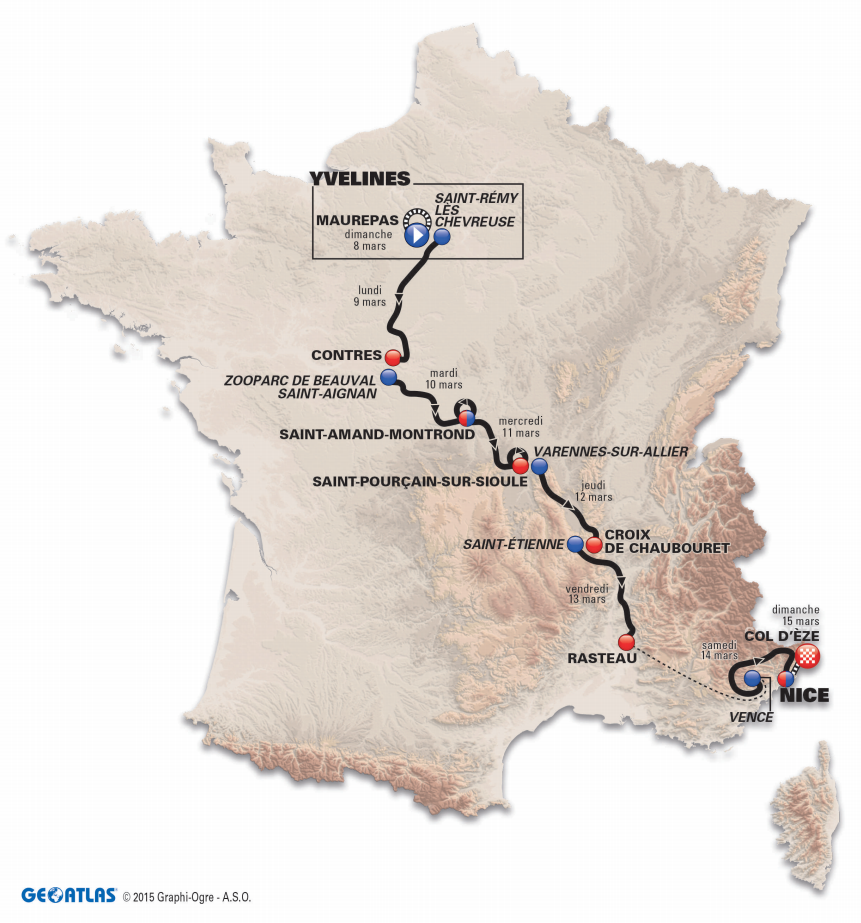 YVELINES
SAINT-RÉMY
LÈS
CHEVREUSE
MAUREPAS
dimanche
8 mars
lundi
9 mars
CONTRES
ZOOPARC DE BEAUVAL
SAINT-AIGNAN
mardi
10 mars
SAINT-AMAND-MONTROND
mercredi
11 mars
VARENNES-SUR-ALLIER
SAINT-POURÇAIN-SUR-SIOULE
jeudi
12 mars
SAINT-ÉTIENNE
CROIX
DE CHAUBOURET
vendredi
13 mars
RASTEAU
dimanche
15 mars
COL D'ÈZE
samedi
14 mars
NICE
VENCE
GEOATLAS © 2015 Graphi-Ogre - A.S.O.